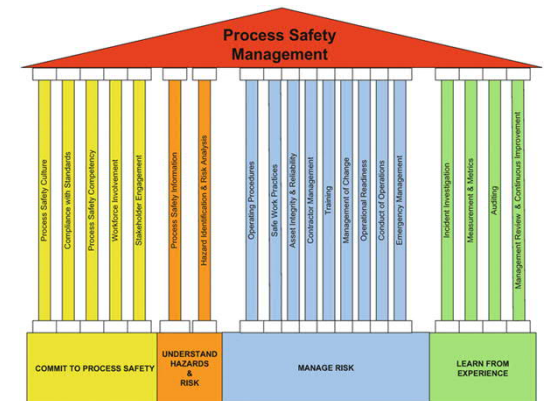 Process Safety
Management
Process Safely Culture
Compliance with Standards
Process Safely Competency
Workforce Involvement
Stakeholder Engagement
Process Safely Information
Hazard Identification & Risk Analysis
Operating Procedures
Safe Work Practices
Asset Integrity & Reliability
Contractor Management
Training
Management of Change
Operational Readiness
Conduct of Operations
Emergency Management
Incident Investigation
Measurement & Metrics
Auditing
Management Review & Continuous Improvement
COMMIT TO PROCESS SAFETY
UNDERSTAND
HAZARDS
&
RISK
MANAGE RISK
LEARN FROM
EXPERIENCE